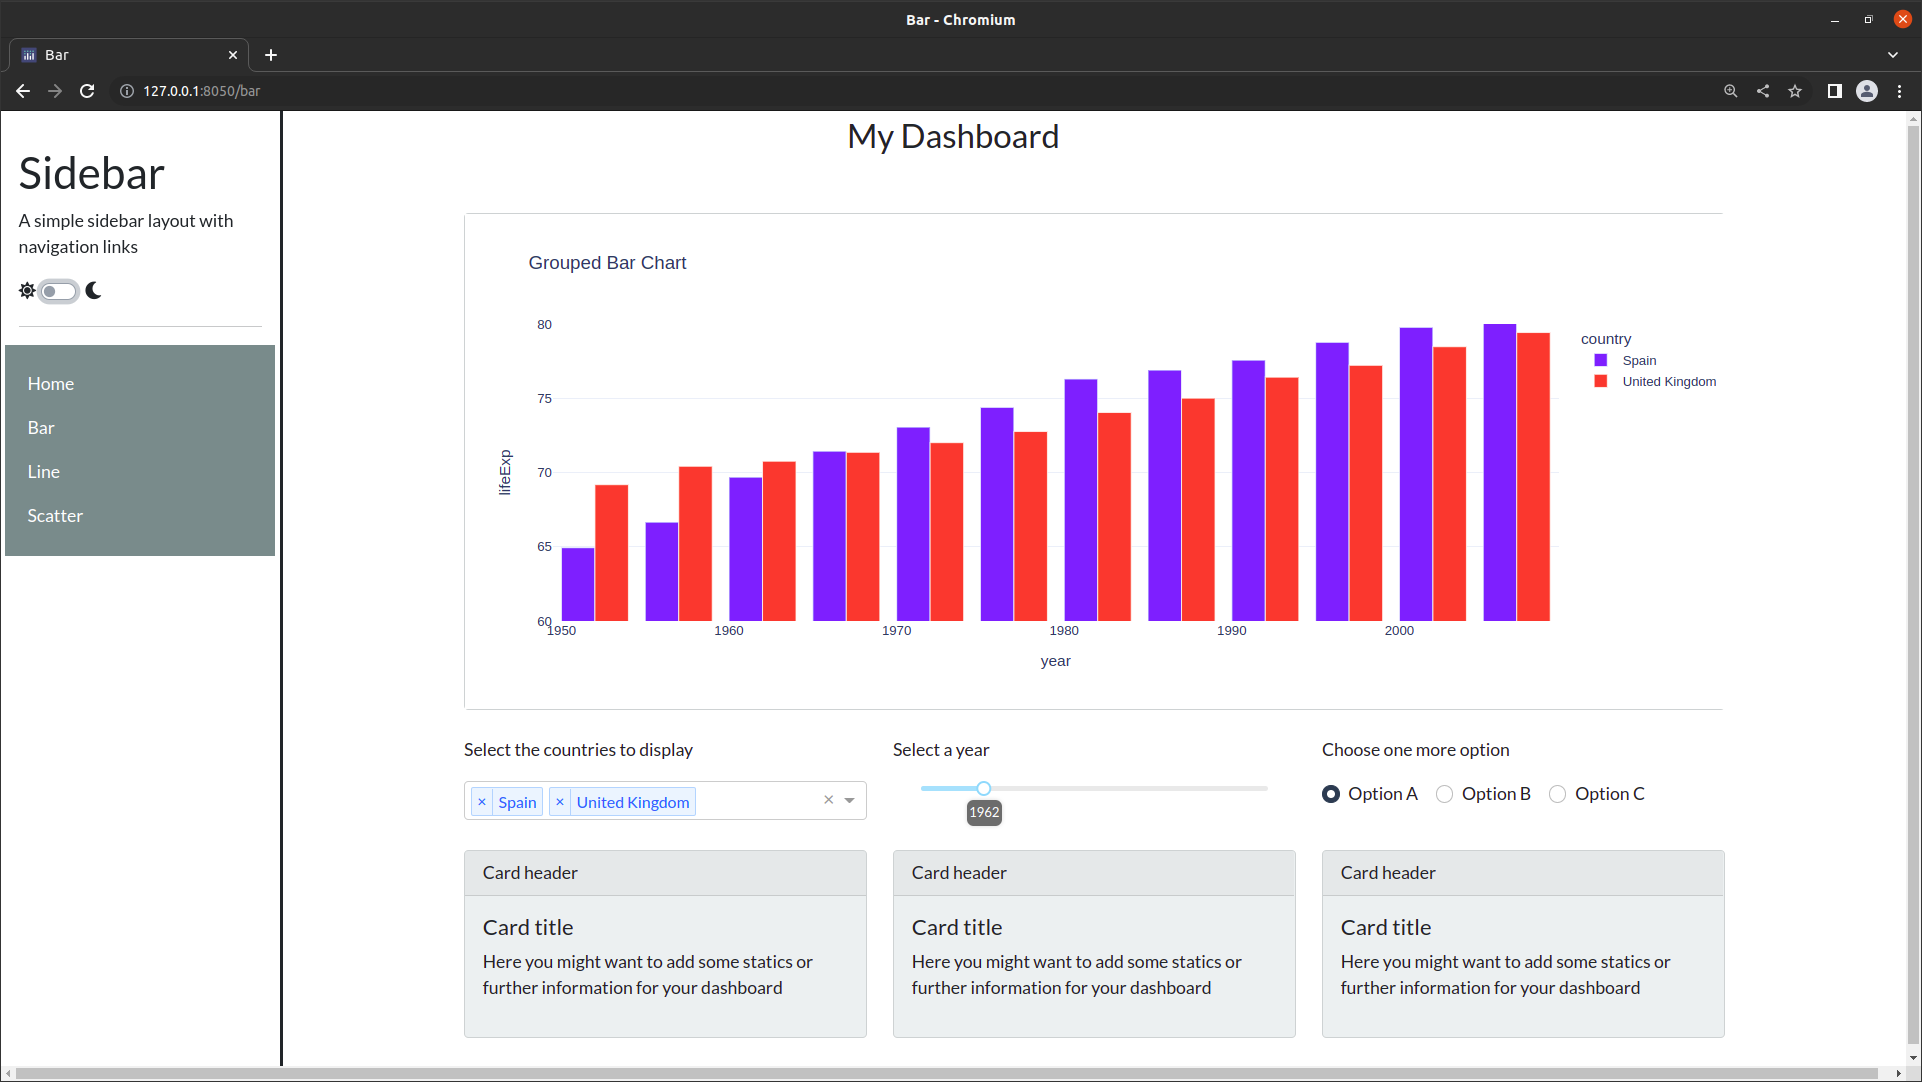 Bar - Chromium
Bar
127.0.0.1:8050/bar
Sidebar
A simple sidebar layout with
navigation links
Home
Bar
Line
Scatter
My Dashboard
Grouped Bar Chart
80
75
70
65
60
lifeExp
1950 1960 1970 1980 1990 2000
year
country
Spain
United Kingdom
Select the countries to display
× Spain × United Kingdom
Select a year
1962
Choose one more option
Option A Option B Option C
Card header
Card title
Here you might want to add some statics or
further information for your dashboard
Card header
Card title
Here you might want to add some statics or
further information for your dashboard
Card header
Card title
Here you might want to add some statics or
further information for your dashboard